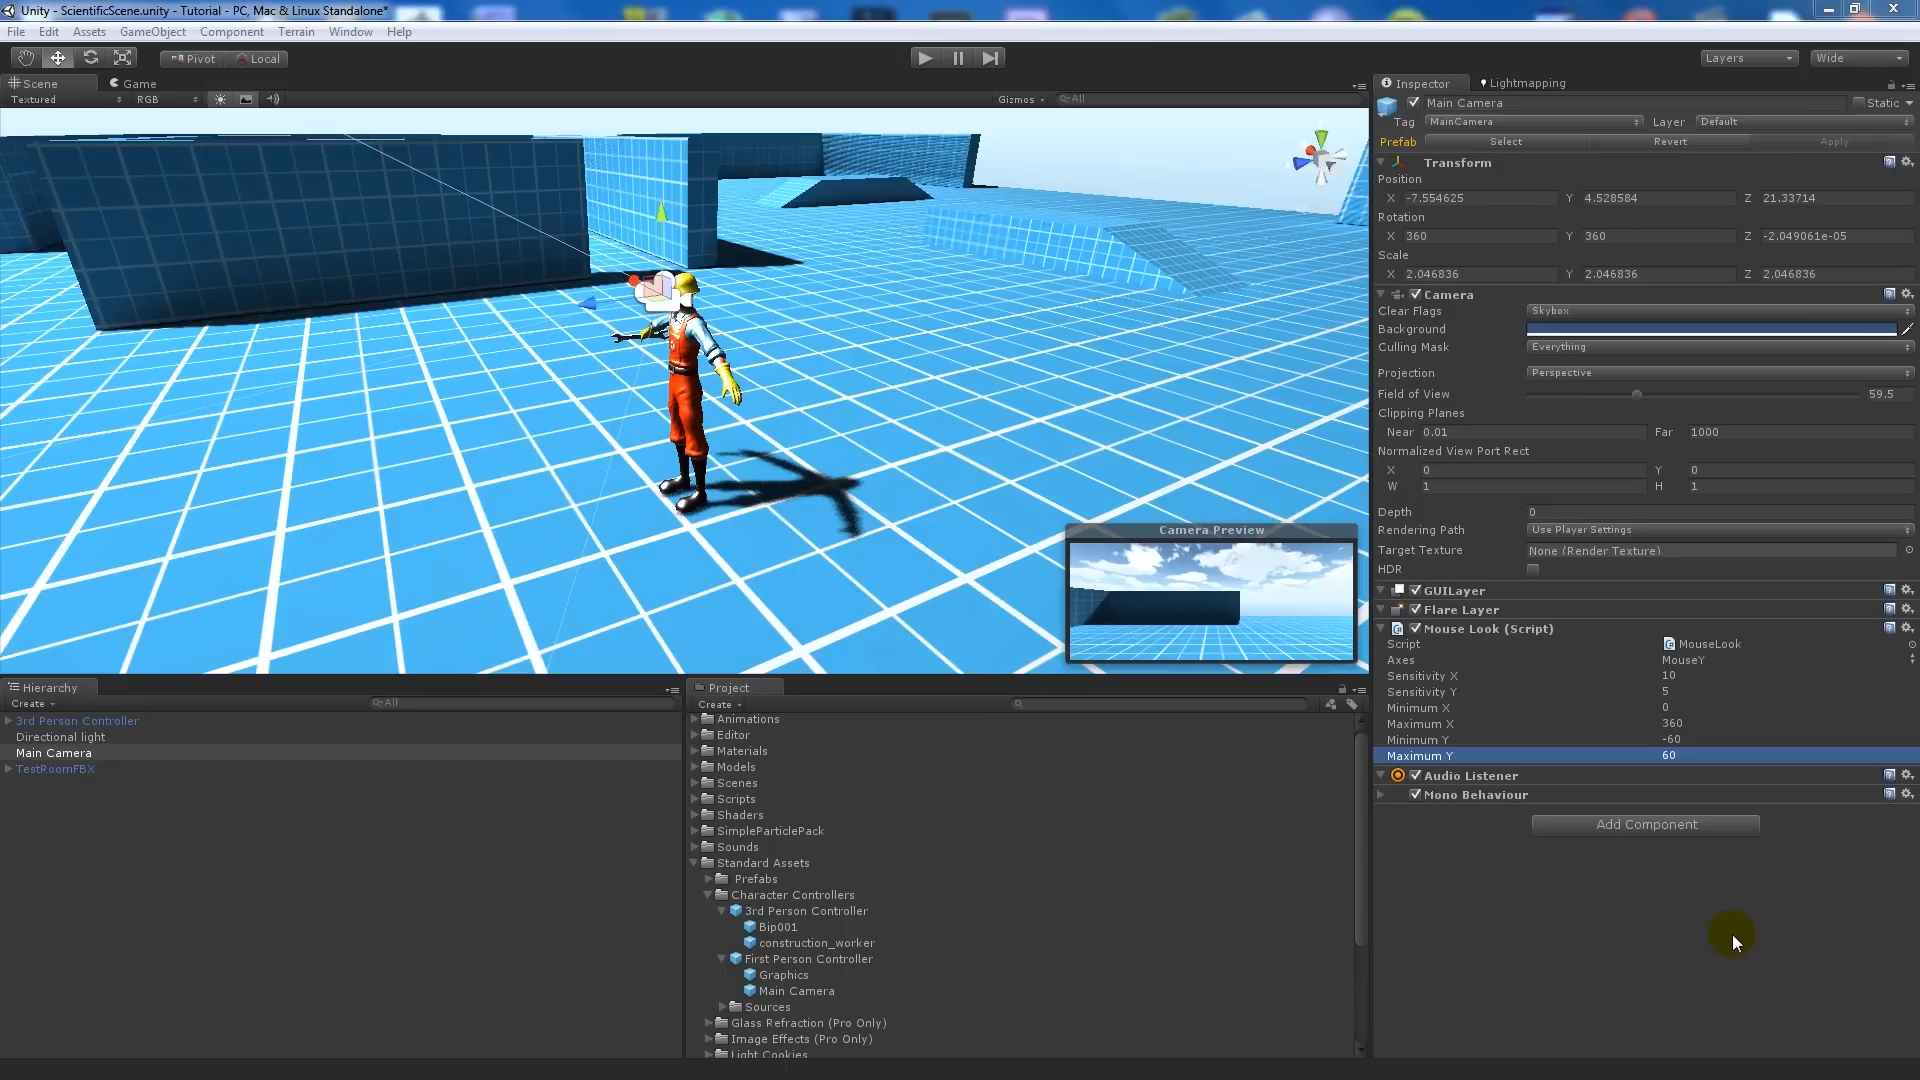 Unity - ScientificScene.unity - Tutorial - PC, Mac & Linux Standalone*
File Edit Assets GameObject Component Terrain Window Help
Pivot Local Layers Wide
Scene Game
Textured RGB Gizmos All
Inspector Lightmapping
Main Camera Static
Tag MainCamera Layer Default
Prefab Select Revert Apply
Transform
Position
X -7.554625 Y 4.528584 Z 21.33714
Rotation
X 360 Y 360 Z -2.049061e-05
Scale
X 2.046836 Y 2.046836 Z 2.046836
Camera
Clear Flags Skybox
Background
Culling Mask Everything
Projection Perspective
Field of View 59.5
Clipping Planes
Near 0.01 Far 1000
Normalized View Port Rect
X 0 Y 0
W 1 H 1
Depth 0
Rendering Path Use Player Settings
Target Texture None (Render Texture)
HDR
GUILayer
Flare Layer
Mouse Look (Script)
Script MouseLook
Axes MouseY
Sensitivity X 10
Sensitivity Y 5
Minimum X 0
Maximum X 360
Minimum Y -60
Maximum Y 60
Audio Listener
Mono Behaviour
Add Component
Camera Preview
Hierarchy
Create All
3rd Person Controller
Directional light
Main Camera
TestRoomFBX
Project
Create
Animations
Editor
Materials
Models
Scenes
Scripts
Shaders
SimpleParticlePack
Sounds
Standard Assets
Prefabs
Character Controllers
3rd Person Controller
Bip001
construction_worker
First Person Controller
Graphics
Main Camera
Sources
Glass Refraction (Pro Only)
Image Effects (Pro Only)
Light Cookies